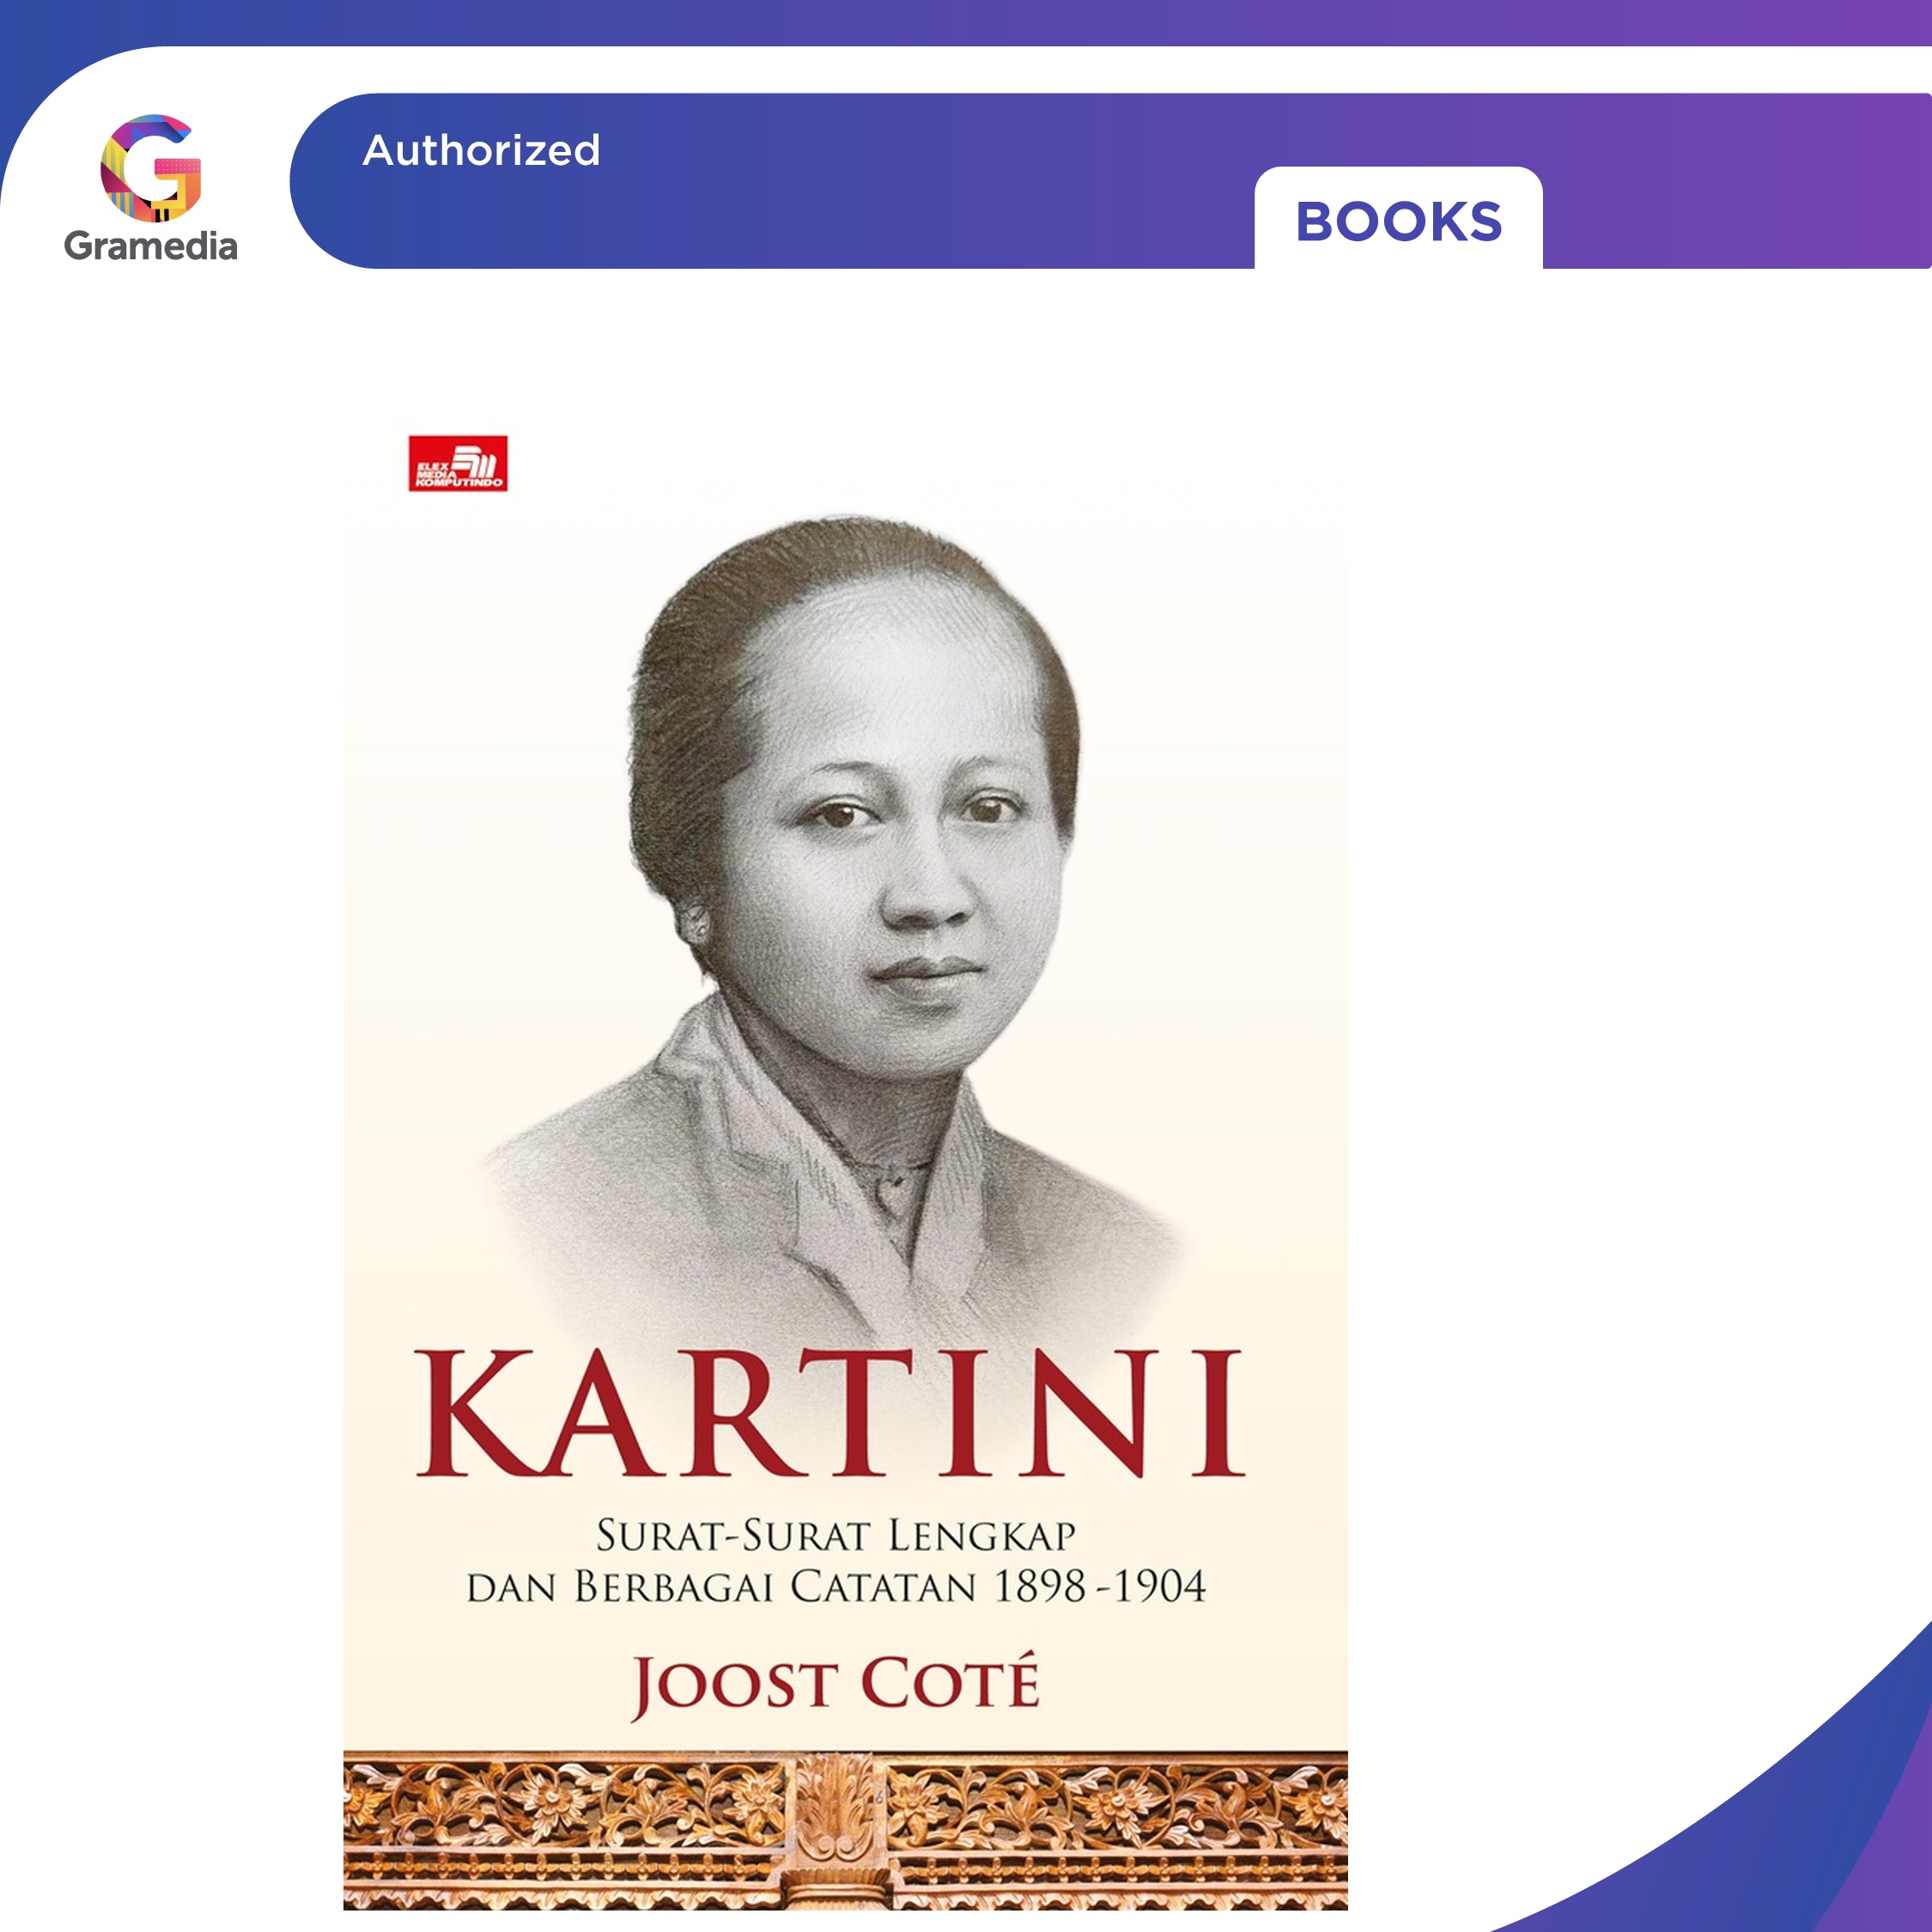 Gramedia
Authorized
BOOKS
ELEX
MEDIA
KOMPUTINDO
KARTINI
SURAT-SURAT LENGKAP
DAN BERBAGAI CATATAN 1898-1904
JOOST COTÉ